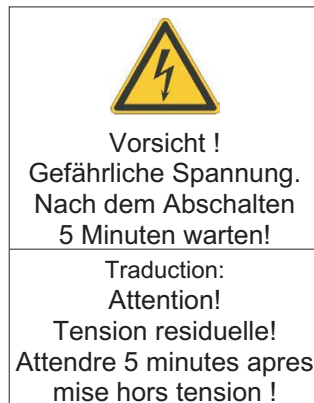 Vorsicht !
Gefährliche Spannung.
Nach dem Abschalten
5 Minuten warten!
Traduction:
Attention!
Tension residuelle!
Attendre 5 minutes apres
mise hors tension !